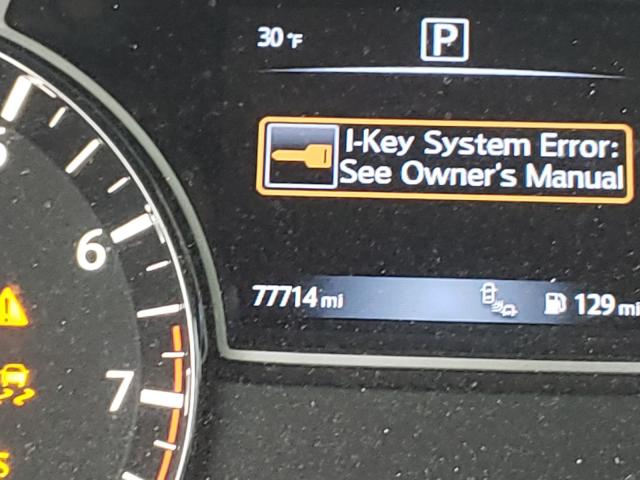 30 °F
P
I-Key System Error:
See Owner's Manual
6
77714 mi
129 mi
7